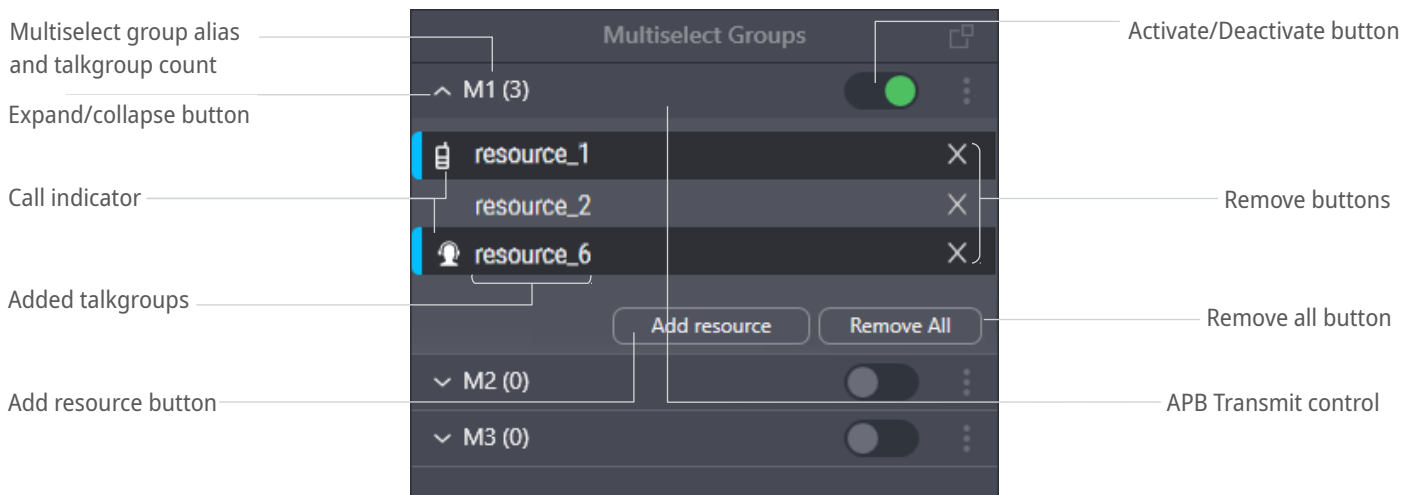 Multiselect group alias
and talkgroup count
Expand/collapse button
Call indicator
Added talkgroups
Add resource button
Multiselect Groups
M1 (3)
resource_1
resource_2
resource_6
Add resource
Remove All
M2 (0)
M3 (0)
Activate/Deactivate button
Remove buttons
Remove all button
APB Transmit control